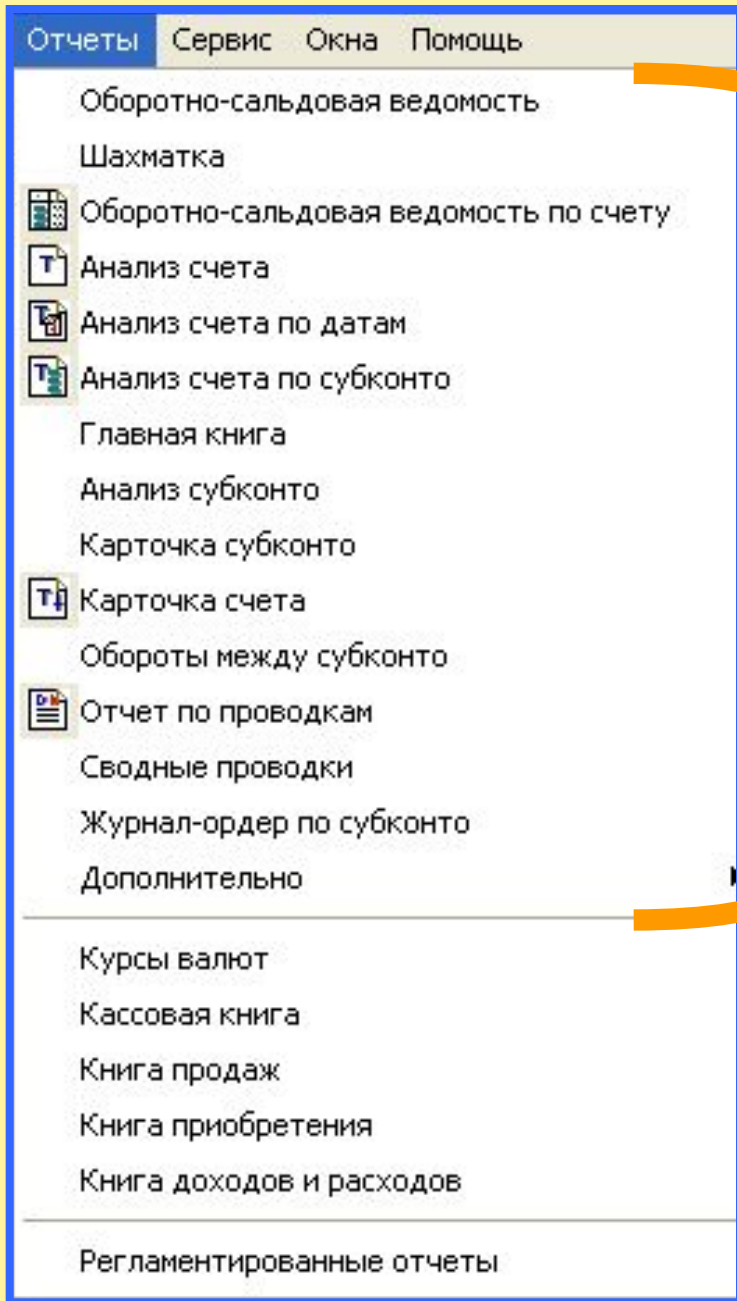 Отчеты Сервис Окна Помощь
Оборотно-сальдовая ведомость
Шахматка
Оборотно-сальдовая ведомость по счету
Анализ счета
Анализ счета по датам
Анализ счета по субконто
Главная книга
Анализ субконто
Карточка субконто
Карточка счета
Обороты между субконто
Отчет по проводкам
Сводные проводки
Журнал-ордер по субконто
Дополнительно
Курсы валют
Кассовая книга
Книга продаж
Книга приобретения
Книга доходов и расходов
Регламентированные отчеты